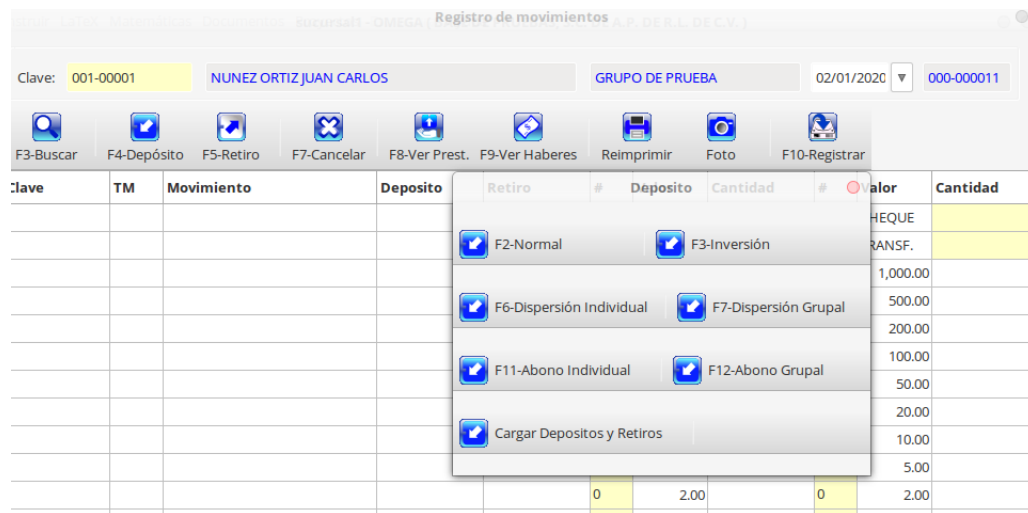 Registro de movimientos
Clave: 001-00001 NUNEZ ORTIZ JUAN CARLOS GRUPO DE PRUEBA 02/01/2020 000-000011
F3-Buscar F4-Depósito F5-Retiro F7-Cancelar F8-Ver Prest. F9-Ver Haberes Reimprimir Foto F10-Registrar
Clave TM Movimiento Deposito Retiro # Deposito Cantidad # Valor Cantidad
HEQUE
F2-Normal F3-Inversión RANSF.
1,000.00
F6-Dispersión Individual F7-Dispersión Grupal 500.00
200.00
F11-Abono Individual F12-Abono Grupal 100.00
50.00
20.00
Cargar Depositos y Retiros 10.00
5.00
0 2.00 0 2.00